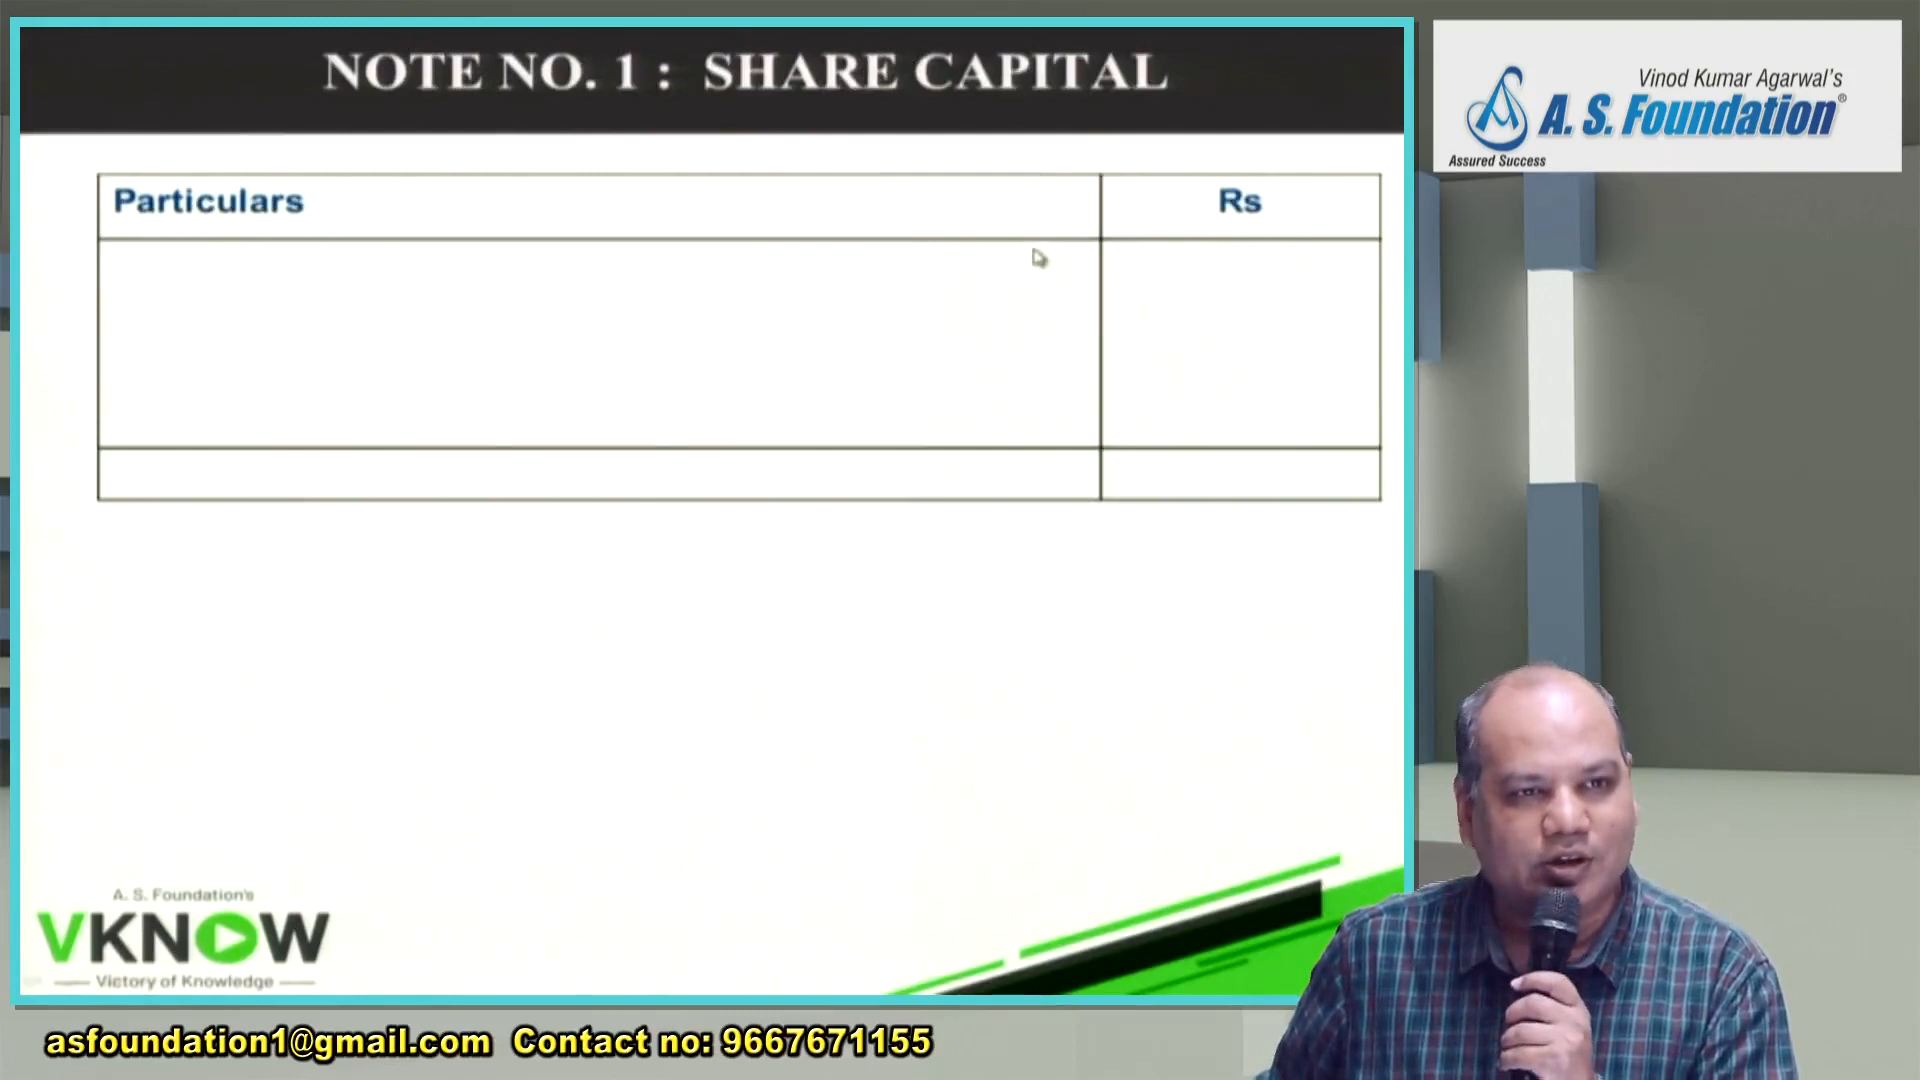 NOTE NO. 1 : SHARE CAPITAL
Vinod Kumar Agarwal's
A. S. Foundation®
Assured Success
Particulars
Rs
A. S. Foundation's
VKNOW
Victory of Knowledge
asfoundation1@gmail.com Contact no: 9667671155